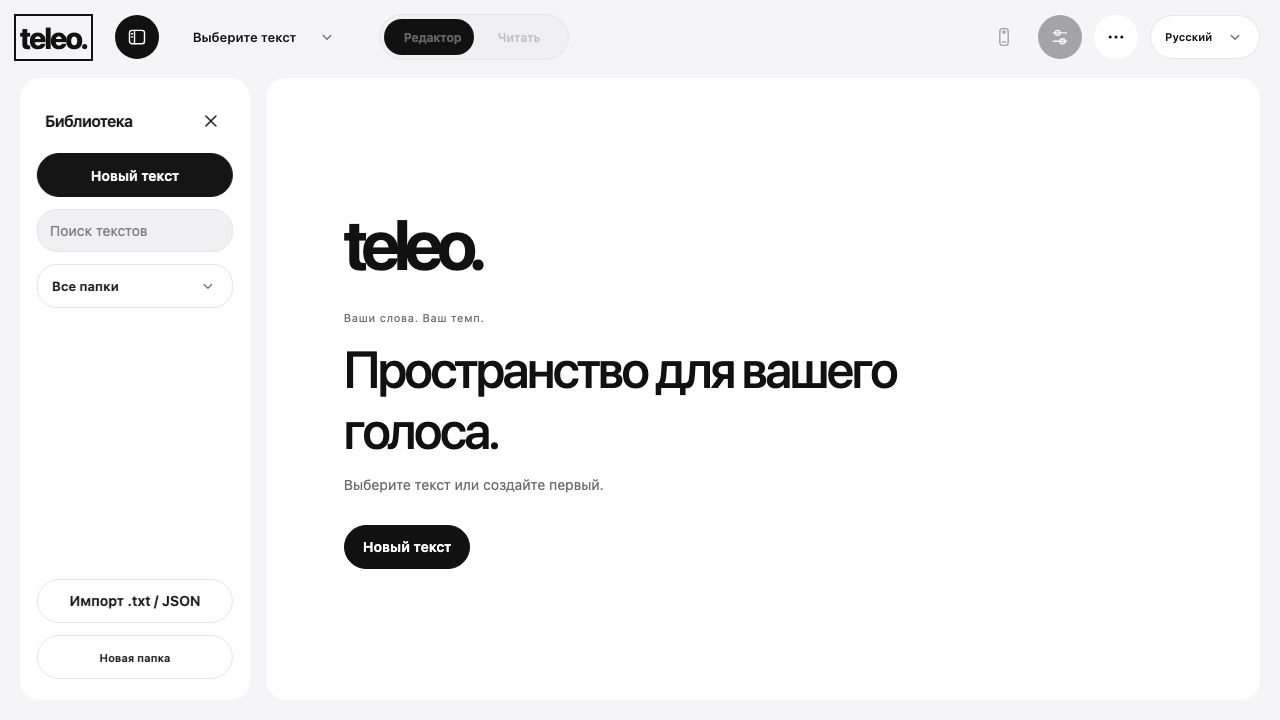 teleo.
Выберите текст
Редактор
Читать
Русский
Библиотека
Новый текст
Поиск текстов
Все папки
Импорт .txt / JSON
Новая папка
teleo.
Ваши слова. Ваш темп.
Пространство для вашего
голоса.
Выберите текст или создайте первый.
Новый текст